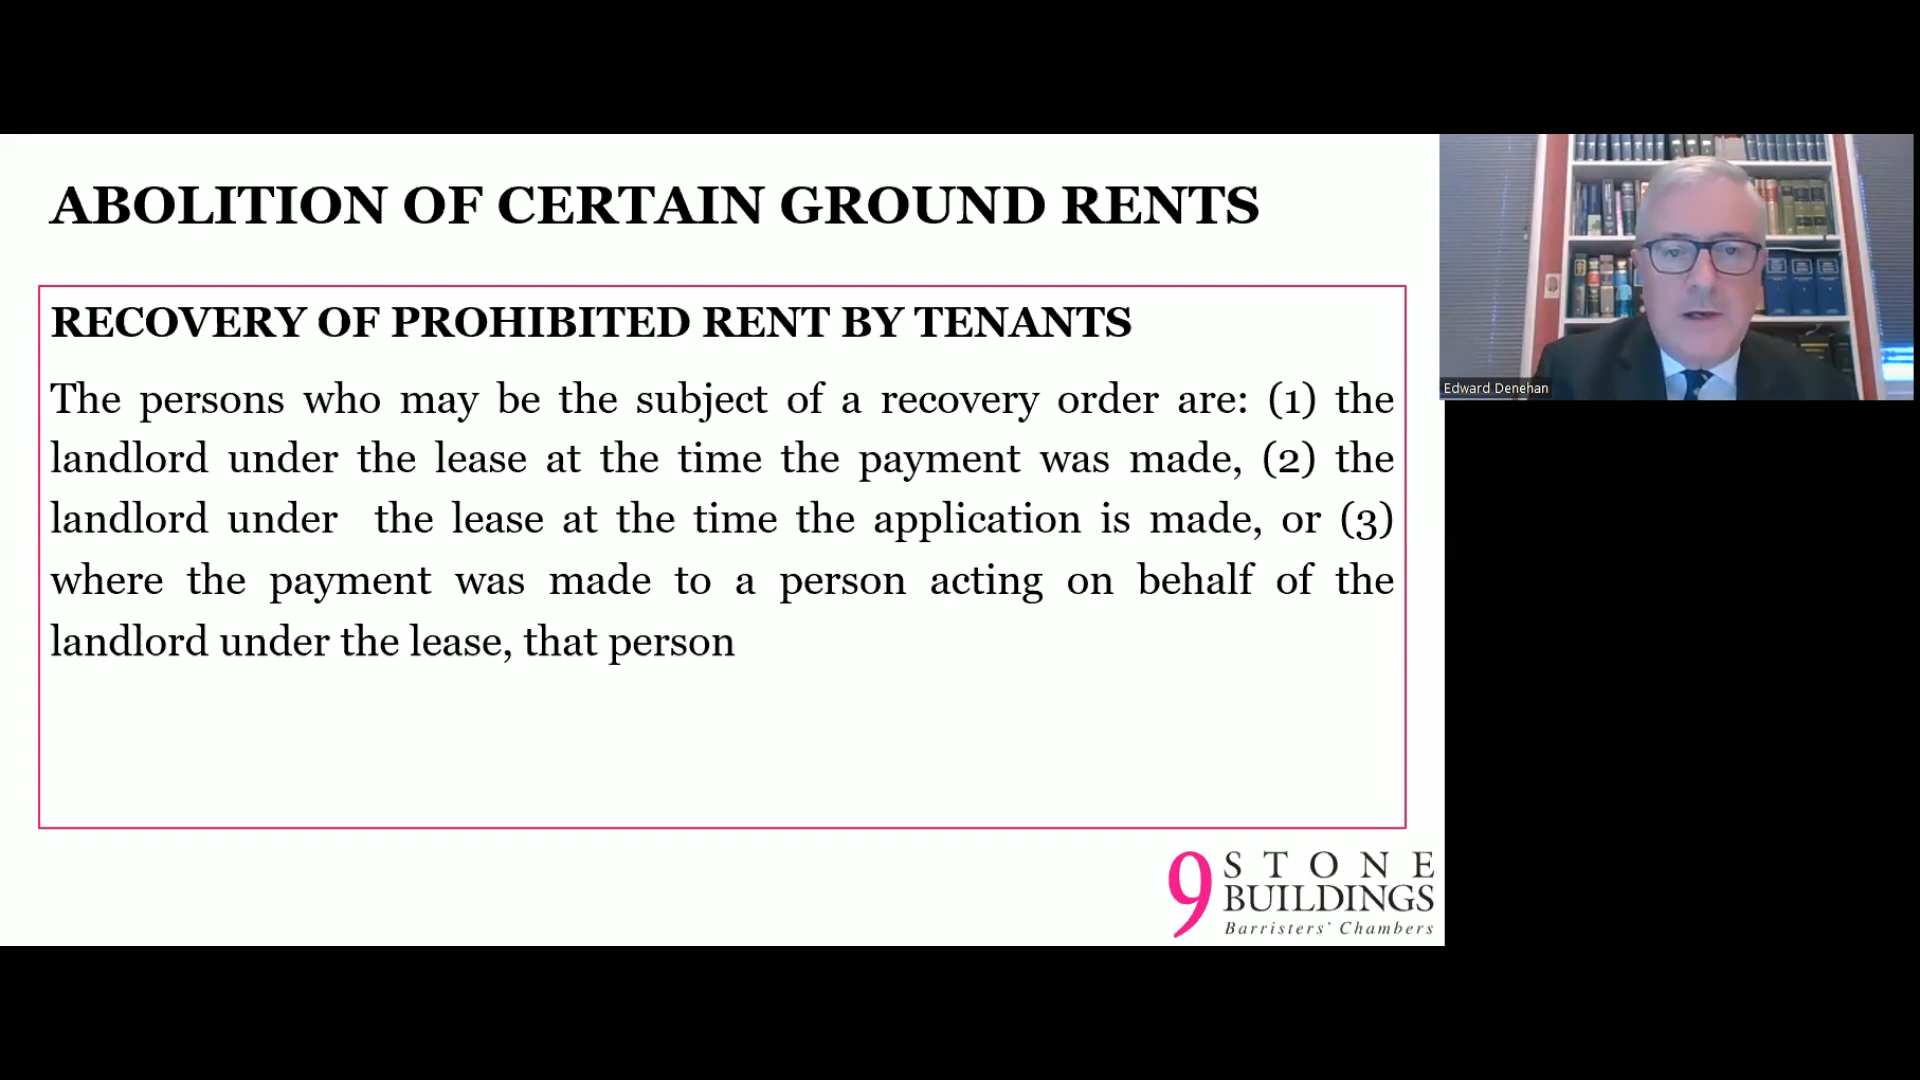 ABOLITION OF CERTAIN GROUND RENTS
RECOVERY OF PROHIBITED RENT BY TENANTS
The persons who may be the subject of a recovery order are: (1) the
landlord under the lease at the time the payment was made, (2) the
landlord under the lease at the time the application is made, or (3)
where the payment was made to a person acting on behalf of the
landlord under the lease, that person
9 STONE
BUILDINGS
Barristers' Chambers
Edward Denehan